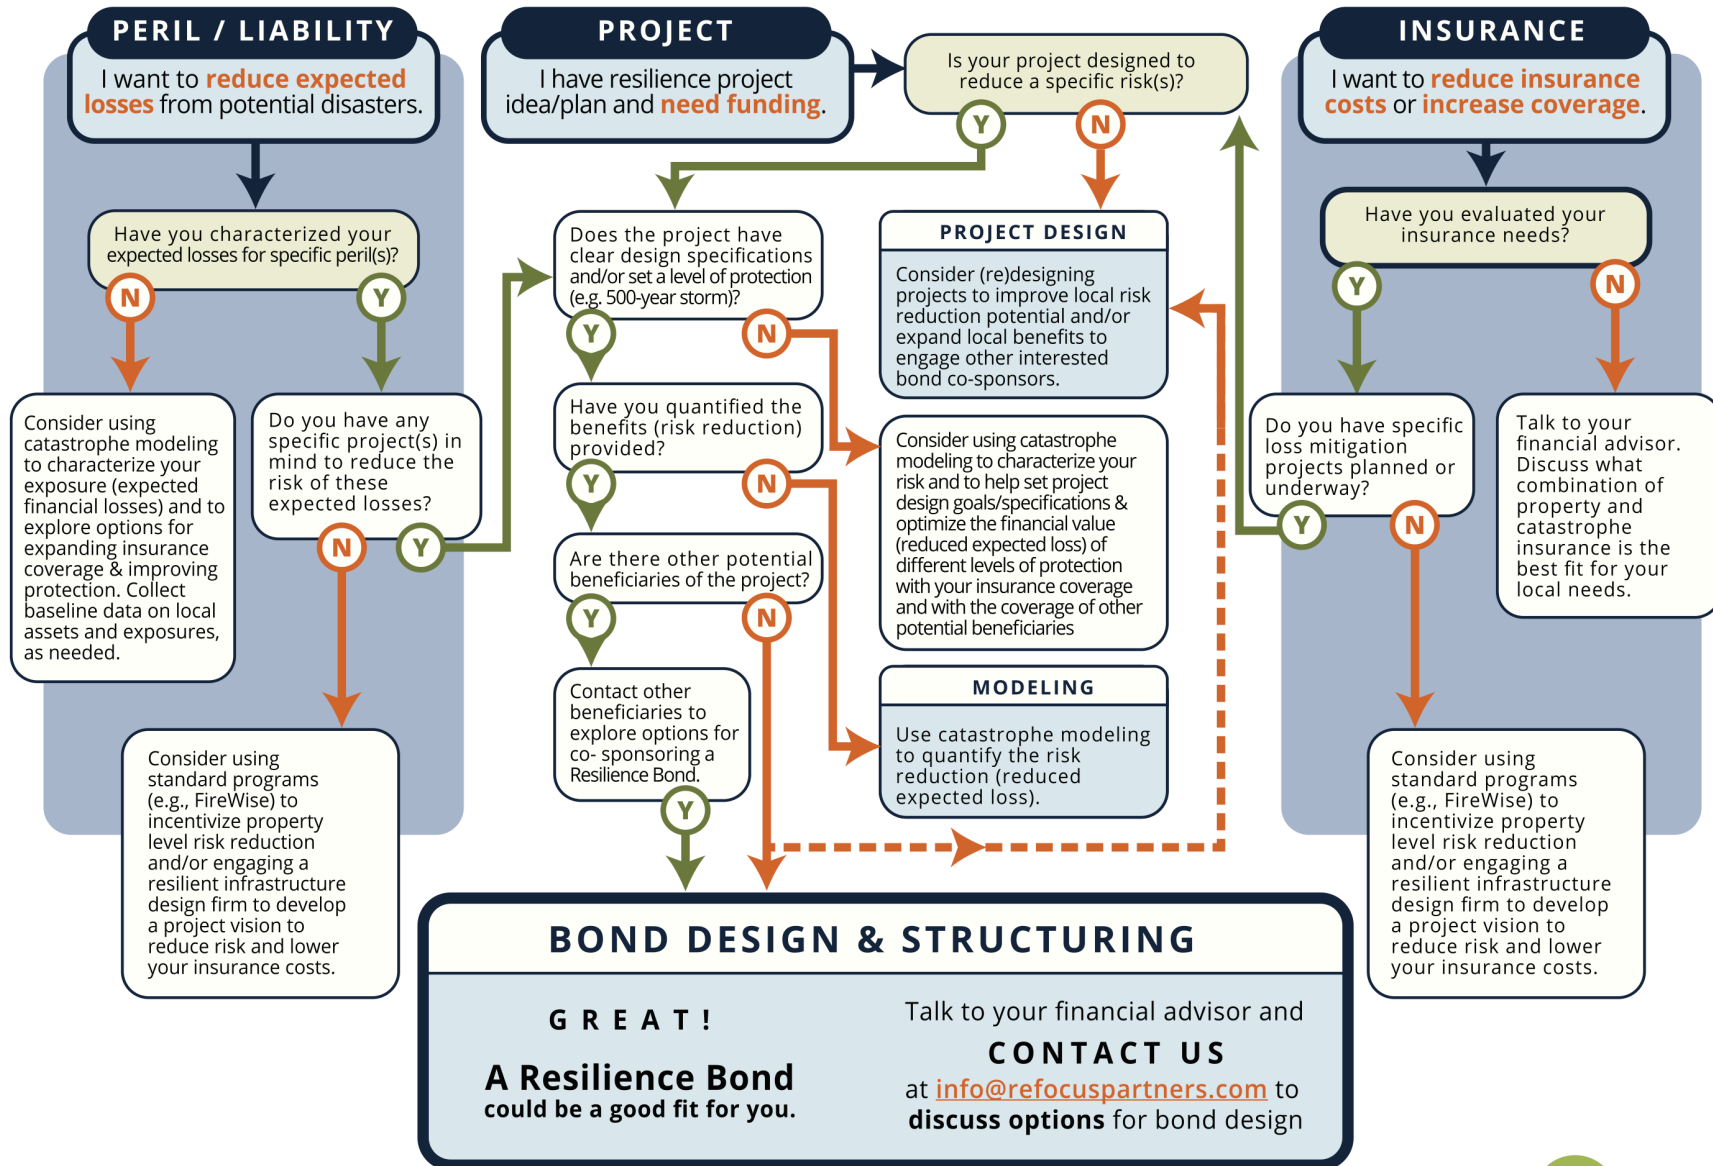 PERIL / LIABILITY
I want to reduce expected
losses from potential disasters.
Have you characterized your
expected losses for specific peril(s)?
N
Y
Consider using
catastrophe modeling
to characterize your
exposure (expected
financial losses) and to
explore options for
expanding insurance
coverage & improving
protection. Collect
baseline data on local
assets and exposures,
as needed.
Do you have any
specific project(s) in
mind to reduce the
risk of these
expected losses?
N
Y
Consider using
standard programs
(e.g., FireWise) to
incentivize property
level risk reduction
and/or engaging a
resilient infrastructure
design firm to develop
a project vision to
reduce risk and lower
your insurance costs.
PROJECT
I have resilience project
idea/plan and need funding.
Is your project designed to
reduce a specific risk(s)?
Y
N
Does the project have
clear design specifications
and/or set a level of protection
(e.g. 500-year storm)?
Y
N
Have you quantified the
benefits (risk reduction)
provided?
Y
N
Are there other potential
beneficiaries of the project?
Y
N
Contact other
beneficiaries to
explore options for
co- sponsoring a
Resilience Bond.
Y
PROJECT DESIGN
Consider (re)designing
projects to improve local risk
reduction potential and/or
expand local benefits to
engage other interested
bond co-sponsors.
Consider using catastrophe
modeling to characterize your
risk and to help set project
design goals/specifications &
optimize the financial value
(reduced expected loss) of
different levels of protection
with your insurance coverage
and with the coverage of other
potential beneficiaries
MODELING
Use catastrophe modeling
to quantify the risk
reduction (reduced
expected loss).
INSURANCE
I want to reduce insurance
costs or increase coverage.
Have you evaluated your
insurance needs?
Y
N
Do you have specific
loss mitigation
projects planned or
underway?
Y
N
Talk to your
financial advisor.
Discuss what
combination of
property and
catastrophe
insurance is the
best fit for your
local needs.
Consider using
standard programs
(e.g., FireWise) to
incentivize property
level risk reduction
and/or engaging a
resilient infrastructure
design firm to develop
a project vision to
reduce risk and lower
your insurance costs.
BOND DESIGN & STRUCTURING
GREAT!
A Resilience Bond
could be a good fit for you.
Talk to your financial advisor and
CONTACT US
at info@refocuspartners.com to
discuss options for bond design